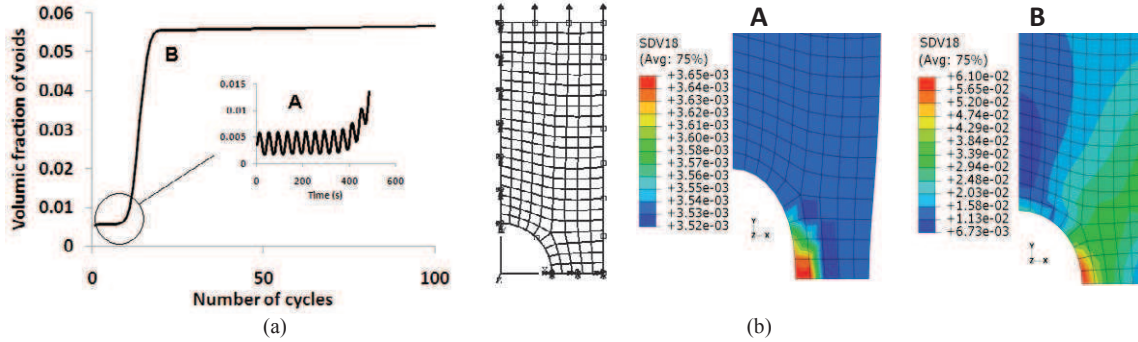 Volumic fraction of voids
0.06
0.05
0.04
0.03
0.02
0.01
0
B
A
0.015
0.01
0.005
0
0 200 400 600
Time (s)
0 50 100
Number of cycles
(a)
A
SDV18
(Avg: 75%)
+3.65e-03
+3.64e-03
+3.63e-03
+3.62e-03
+3.61e-03
+3.60e-03
+3.58e-03
+3.57e-03
+3.56e-03
+3.55e-03
+3.54e-03
+3.53e-03
+3.52e-03
Y
Z X
B
SDV18
(Avg: 75%)
+6.10e-02
+5.65e-02
+5.20e-02
+4.74e-02
+4.29e-02
+3.84e-02
+3.39e-02
+2.94e-02
+2.48e-02
+2.03e-02
+1.58e-02
+1.13e-02
+6.73e-03
Y
Z X
(b)